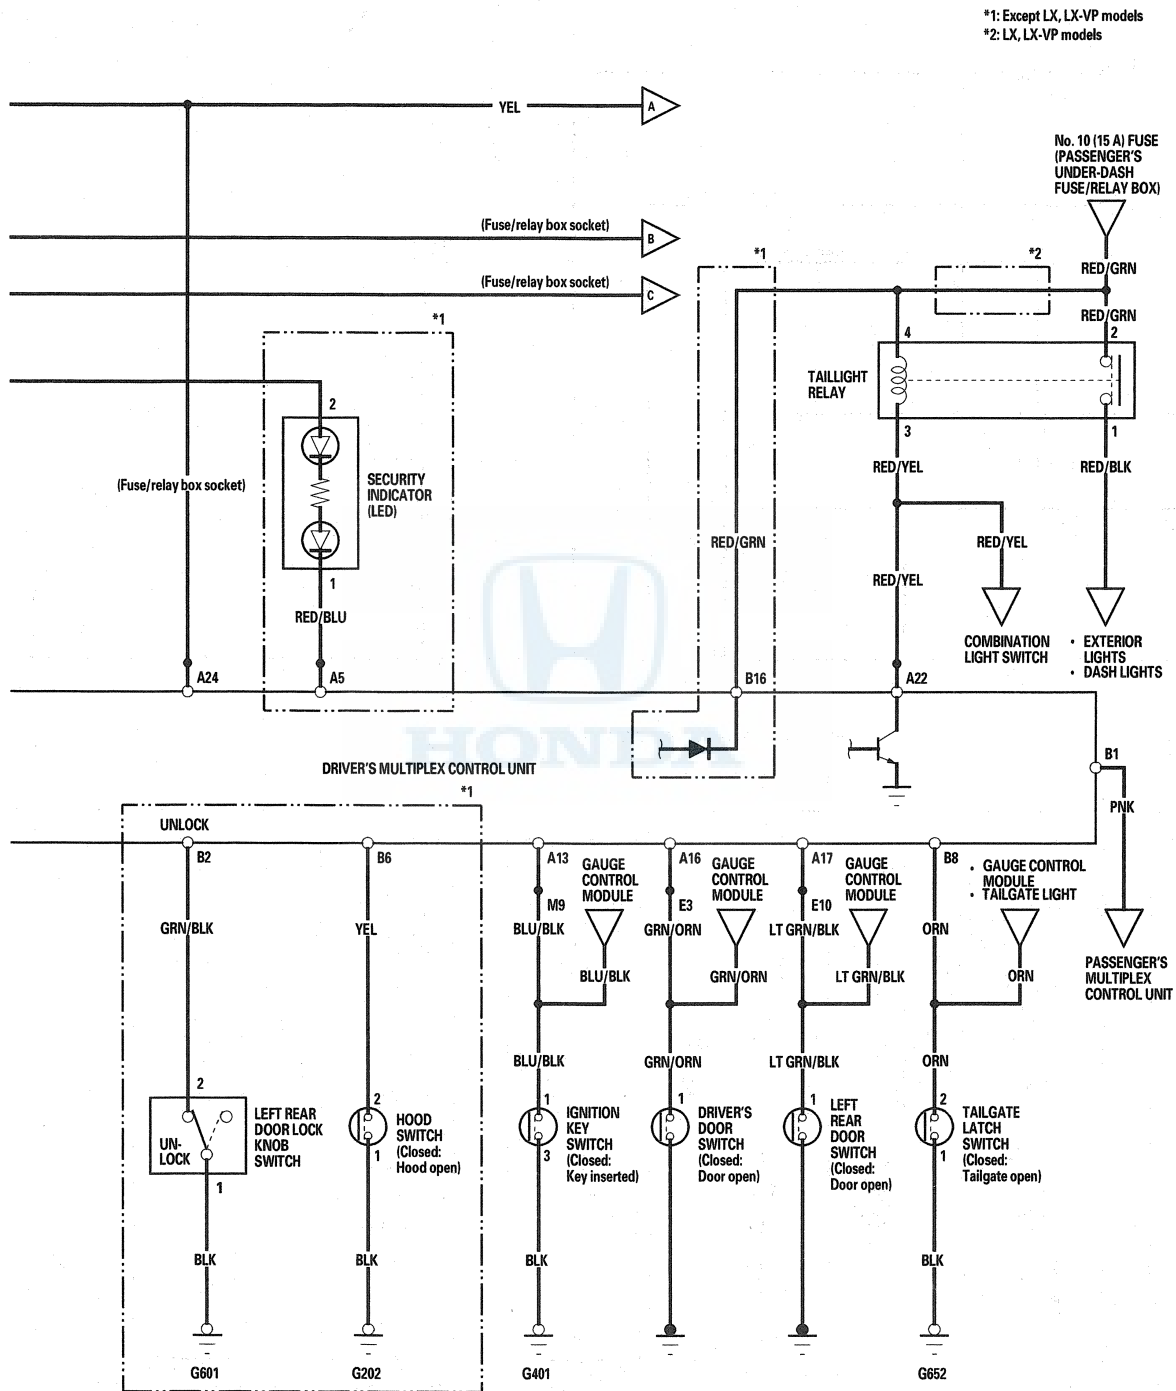 *1: Except LX, LX-VP models
*2: LX, LX-VP models
YEL
A
No. 10 (15 A) FUSE
(PASSENGER'S
UNDER-DASH
FUSE/RELAY BOX)
(Fuse/relay box socket)
B
*1
*2
RED/GRN
(Fuse/relay box socket)
C
*1
RED/GRN
4
2
TAILLIGHT
RELAY
2
3
1
RED/YEL
RED/BLK
(Fuse/relay box socket)
SECURITY
INDICATOR
(LED)
RED/GRN
RED/YEL
RED/YEL
1
RED/BLU
COMBINATION
LIGHT SWITCH
• EXTERIOR
LIGHTS
• DASH LIGHTS
A24
A5
B16
A22
HONDA
DRIVER'S MULTIPLEX CONTROL UNIT
B1
*1
PNK
UNLOCK
B2
B6
A13
GAUGE
CONTROL
MODULE
A16
GAUGE
CONTROL
MODULE
A17
GAUGE
CONTROL
MODULE
B8
• GAUGE CONTROL
MODULE
• TAILGATE LIGHT
M9
E3
E10
GRN/BLK
YEL
BLU/BLK
GRN/ORN
LT GRN/BLK
ORN
BLU/BLK
GRN/ORN
LT GRN/BLK
ORN
PASSENGER'S
MULTIPLEX
CONTROL UNIT
BLU/BLK
GRN/ORN
LT GRN/BLK
ORN
2
UN-
LOCK
1
LEFT REAR
DOOR LOCK
KNOB
SWITCH
2
1
HOOD
SWITCH
(Closed:
Hood open)
1
3
IGNITION
KEY
SWITCH
(Closed:
Key inserted)
1
DRIVER'S
DOOR
SWITCH
(Closed:
Door open)
1
LEFT
REAR
DOOR
SWITCH
(Closed:
Door open)
2
1
TAILGATE
LATCH
SWITCH
(Closed:
Tailgate open)
BLK
BLK
BLK
BLK
G601
G202
G401
G652